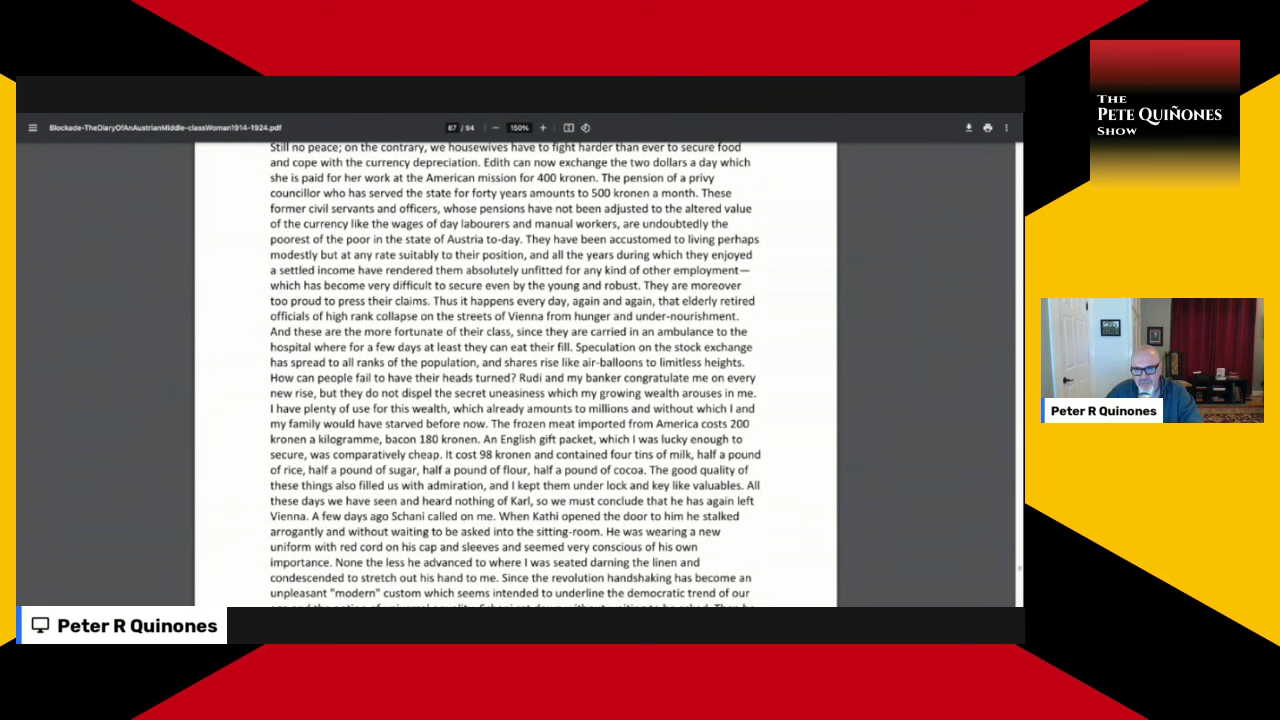 THE
PETE QUIÑONES
SHOW
Blockade-TheDiaryOfAnAustrianMiddle-classWoman1914-1924.pdf
87 / 94
150%
Still no peace; on the contrary, we housewives have to fight harder than ever to secure food
and cope with the currency depreciation. Edith can now exchange the two dollars a day which
she is paid for her work at the American mission for 400 kronen. The pension of a privy
councillor who has served the state for forty years amounts to 500 kronen a month. These
former civil servants and officers, whose pensions have not been adjusted to the altered value
of the currency like the wages of day labourers and manual workers, are undoubtedly the
poorest of the poor in the state of Austria to-day. They have been accustomed to living perhaps
modestly but at any rate suitably to their position, and all the years during which they enjoyed
a settled income have rendered them absolutely unfitted for any kind of other employment—
which has become very difficult to secure even by the young and robust. They are moreover
too proud to press their claims. Thus it happens every day, again and again, that elderly retired
officials of high rank collapse on the streets of Vienna from hunger and under-nourishment.
And these are the more fortunate of their class, since they are carried in an ambulance to the
hospital where for a few days at least they can eat their fill. Speculation on the stock exchange
has spread to all ranks of the population, and shares rise like air-balloons to limitless heights.
How can people fail to have their heads turned? Rudi and my banker congratulate me on every
new rise, but they do not dispel the secret uneasiness which my growing wealth arouses in me.
I have plenty of use for this wealth, which already amounts to millions and without which I and
my family would have starved before now. The frozen meat imported from America costs 200
kronen a kilogramme, bacon 180 kronen. An English gift packet, which I was lucky enough to
secure, was comparatively cheap. It cost 98 kronen and contained four tins of milk, half a pound
of rice, half a pound of sugar, half a pound of flour, half a pound of cocoa. The good quality of
these things also filled us with admiration, and I kept them under lock and key like valuables. All
these days we have seen and heard nothing of Karl, so we must conclude that he has again left
Vienna. A few days ago Schani called on me. When Kathi opened the door to him he stalked
arrogantly and without waiting to be asked into the sitting-room. He was wearing a new
uniform with red cord on his cap and sleeves and seemed very conscious of his own
importance. None the less he advanced to where I was seated darning the linen and
condescended to stretch out his hand to me. Since the revolution handshaking has become an
unpleasant "modern" custom which seems intended to underline the democratic trend of our
Peter R Quinones
Peter R Quinones